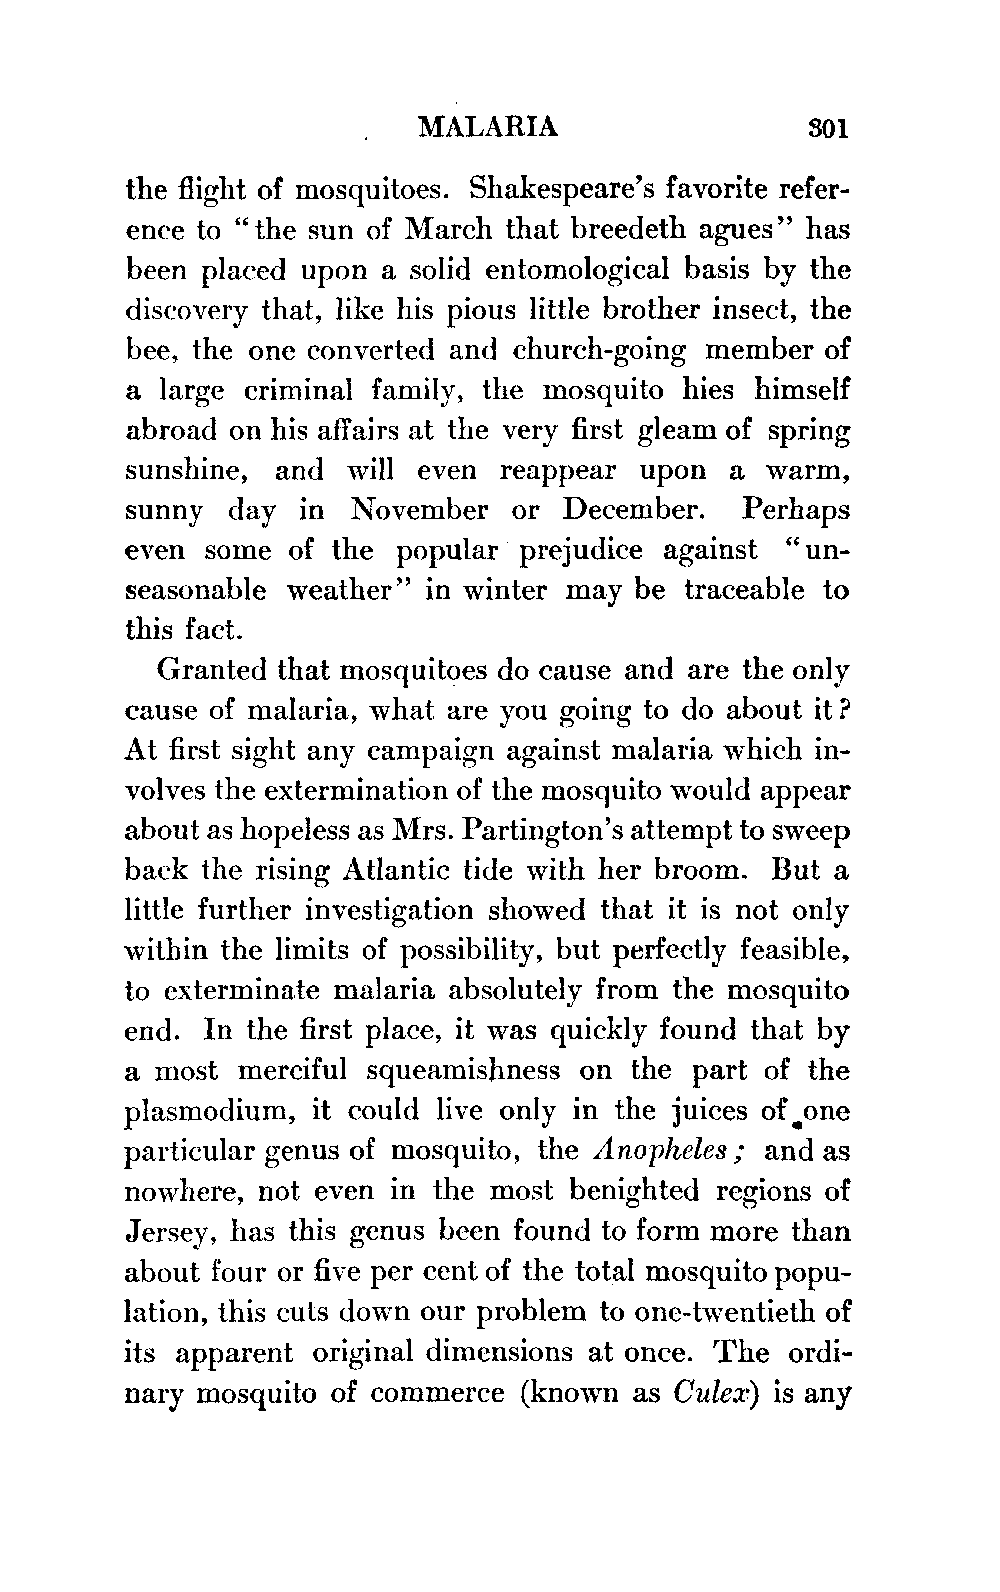 MALARIA 301
the flight of mosquitoes. Shakespeare's favorite refer-
ence to "the sun of March that breedeth agues" has
been placed upon a solid entomological basis by the
discovery that, like his pious little brother insect, the
bee, the one converted and church-going member of
a large criminal family, the mosquito hies himself
abroad on his affairs at the very first gleam of spring
sunshine, and will even reappear upon a warm,
sunny day in November or December. Perhaps
even some of the popular prejudice against "un-
seasonable weather" in winter may be traceable to
this fact.
Granted that mosquitoes do cause and are the only
cause of malaria, what are you going to do about it?
At first sight any campaign against malaria which in-
volves the extermination of the mosquito would appear
about as hopeless as Mrs. Partington's attempt to sweep
back the rising Atlantic tide with her broom. But a
little further investigation showed that it is not only
within the limits of possibility, but perfectly feasible,
to exterminate malaria absolutely from the mosquito
end. In the first place, it was quickly found that by
a most merciful squeamishness on the part of the
plasmodium, it could live only in the juices of one
particular genus of mosquito, the Anopheles; and as
nowhere, not even in the most benighted regions of
Jersey, has this genus been found to form more than
about four or five per cent of the total mosquito popu-
lation, this cuts down our problem to one-twentieth of
its apparent original dimensions at once. The ordi-
nary mosquito of commerce (known as Culex) is any